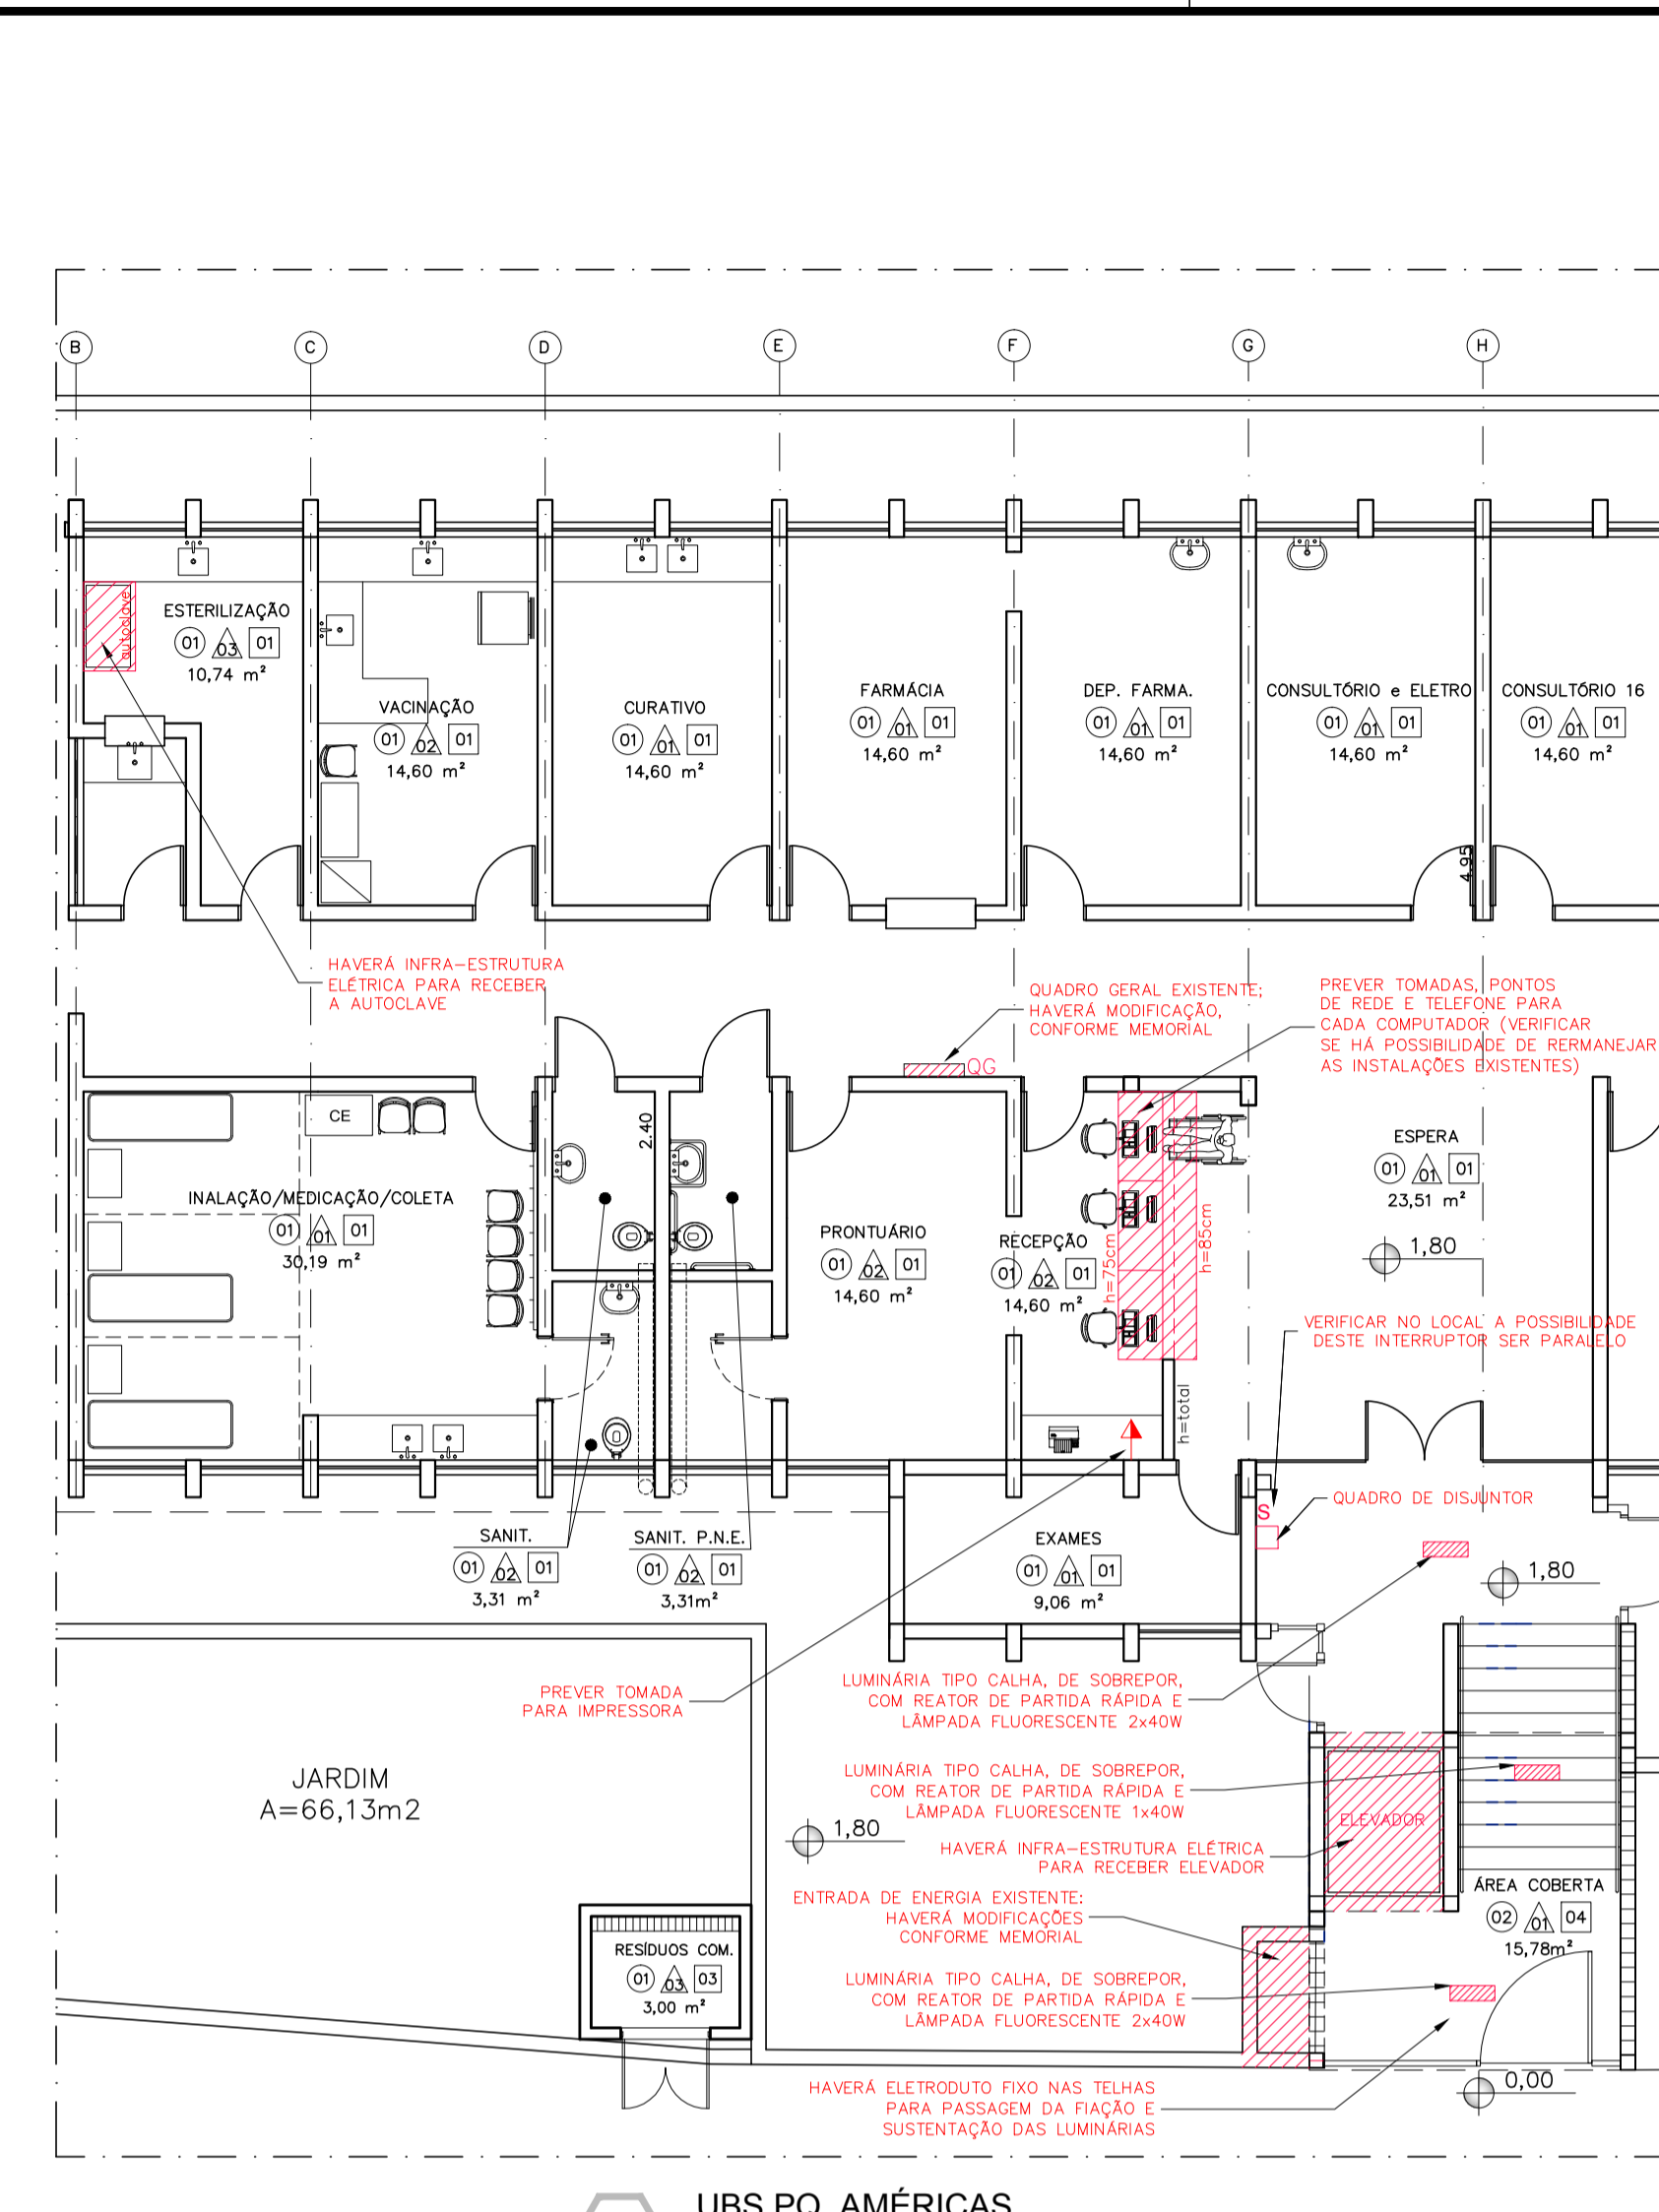 B C D E F G H
autoclave
ESTERILIZAÇÃO
01 03 01
10,74 m²
VACINAÇÃO
01 02 01
14,60 m²
CURATIVO
01 01 01
14,60 m²
FARMÁCIA
01 01 01
14,60 m²
DEP. FARMA.
01 01 01
14,60 m²
CONSULTÓRIO e ELETRO
01 01 01
14,60 m²
CONSULTÓRIO 16
01 01 01
14,60 m²
4.95
HAVERÁ INFRA-ESTRUTURA
ELÉTRICA PARA RECEBER
A AUTOCLAVE
QUADRO GERAL EXISTENTE;
HAVERÁ MODIFICAÇÃO,
CONFORME MEMORIAL
QG
PREVER TOMADAS, PONTOS
DE REDE E TELEFONE PARA
CADA COMPUTADOR (VERIFICAR
SE HÁ POSSIBILIDADE DE RERMANEJAR
AS INSTALAÇÕES EXISTENTES)
CE
2.40
INALAÇÃO/MEDICAÇÃO/COLETA
01 01 01
30,19 m²
PRONTUÁRIO
01 02 01
14,60 m²
RECEPÇÃO
01 02 01
14,60 m²
h=75cm
h=85cm
h=total
ESPERA
01 01 01
23,51 m²
1,80
VERIFICAR NO LOCAL A POSSIBILIDADE
DESTE INTERRUPTOR SER PARALELO
S
QUADRO DE DISJUNTOR
SANIT.
01 02 01
3,31 m²
SANIT. P.N.E.
01 02 01
3,31m²
EXAMES
01 01 01
9,06 m²
1,80
PREVER TOMADA
PARA IMPRESSORA
LUMINÁRIA TIPO CALHA, DE SOBREPOR,
COM REATOR DE PARTIDA RÁPIDA E
LÂMPADA FLUORESCENTE 2x40W
JARDIM
A=66,13m2
LUMINÁRIA TIPO CALHA, DE SOBREPOR,
COM REATOR DE PARTIDA RÁPIDA E
LÂMPADA FLUORESCENTE 1x40W
1,80
ELEVADOR
HAVERÁ INFRA-ESTRUTURA ELÉTRICA
PARA RECEBER ELEVADOR
ENTRADA DE ENERGIA EXISTENTE:
HAVERÁ MODIFICAÇÕES
CONFORME MEMORIAL
ÁREA COBERTA
02 01 04
15,78m²
RESÍDUOS COM.
01 03 03
3,00 m²
LUMINÁRIA TIPO CALHA, DE SOBREPOR,
COM REATOR DE PARTIDA RÁPIDA E
LÂMPADA FLUORESCENTE 2x40W
HAVERÁ ELETRODUTO FIXO NAS TELHAS
PARA PASSAGEM DA FIAÇÃO E
SUSTENTAÇÃO DAS LUMINÁRIAS
0,00
UBS PQ. AMÉRICAS